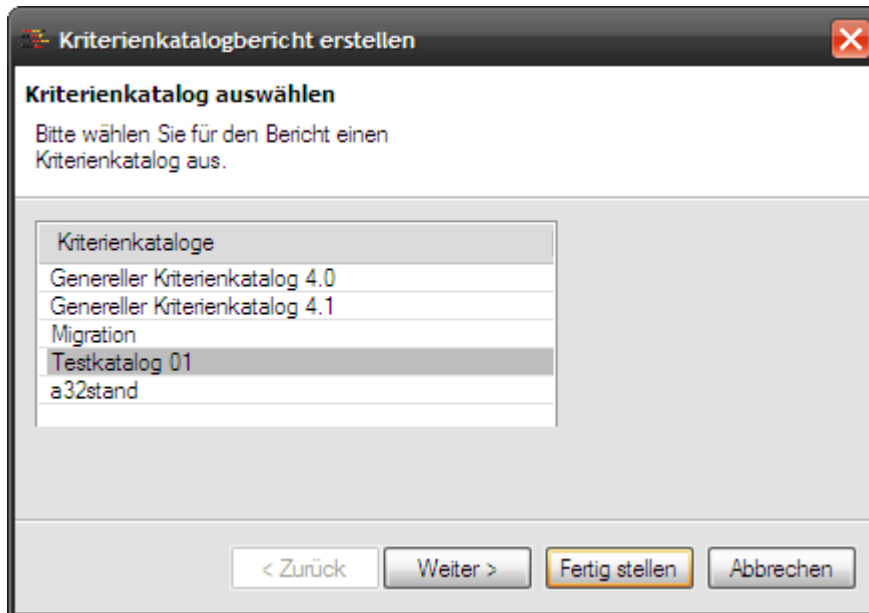 Kriterienkatalogbericht erstellen
Kriterienkatalog auswählen
Bitte wählen Sie für den Bericht einen
Kriterienkatalog aus.
Kriterienkataloge
Genereller Kriterienkatalog 4.0
Genereller Kriterienkatalog 4.1
Migration
Testkatalog 01
a32stand
< Zurück Weiter > Fertig stellen Abbrechen